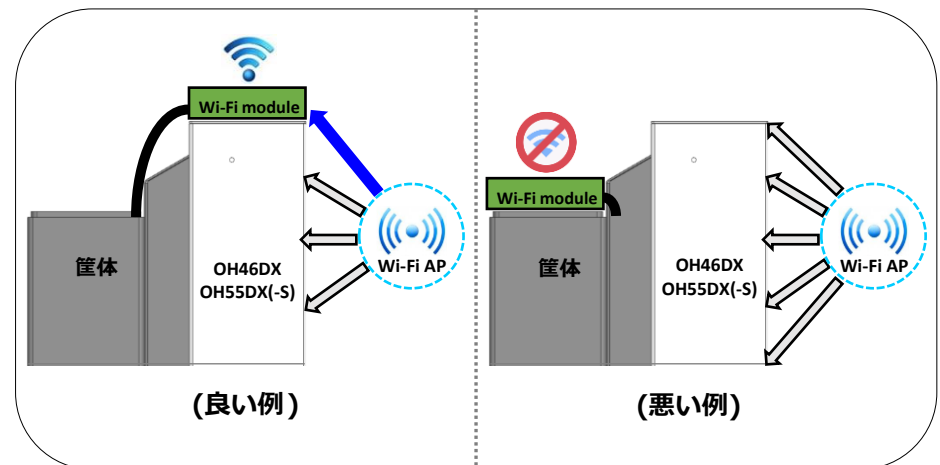 Wi-Fi module
筐体
OH46DX
OH55DX(-S)
Wi-Fi AP
(良い例)
Wi-Fi module
筐体
OH46DX
OH55DX(-S)
Wi-Fi AP
(悪い例)